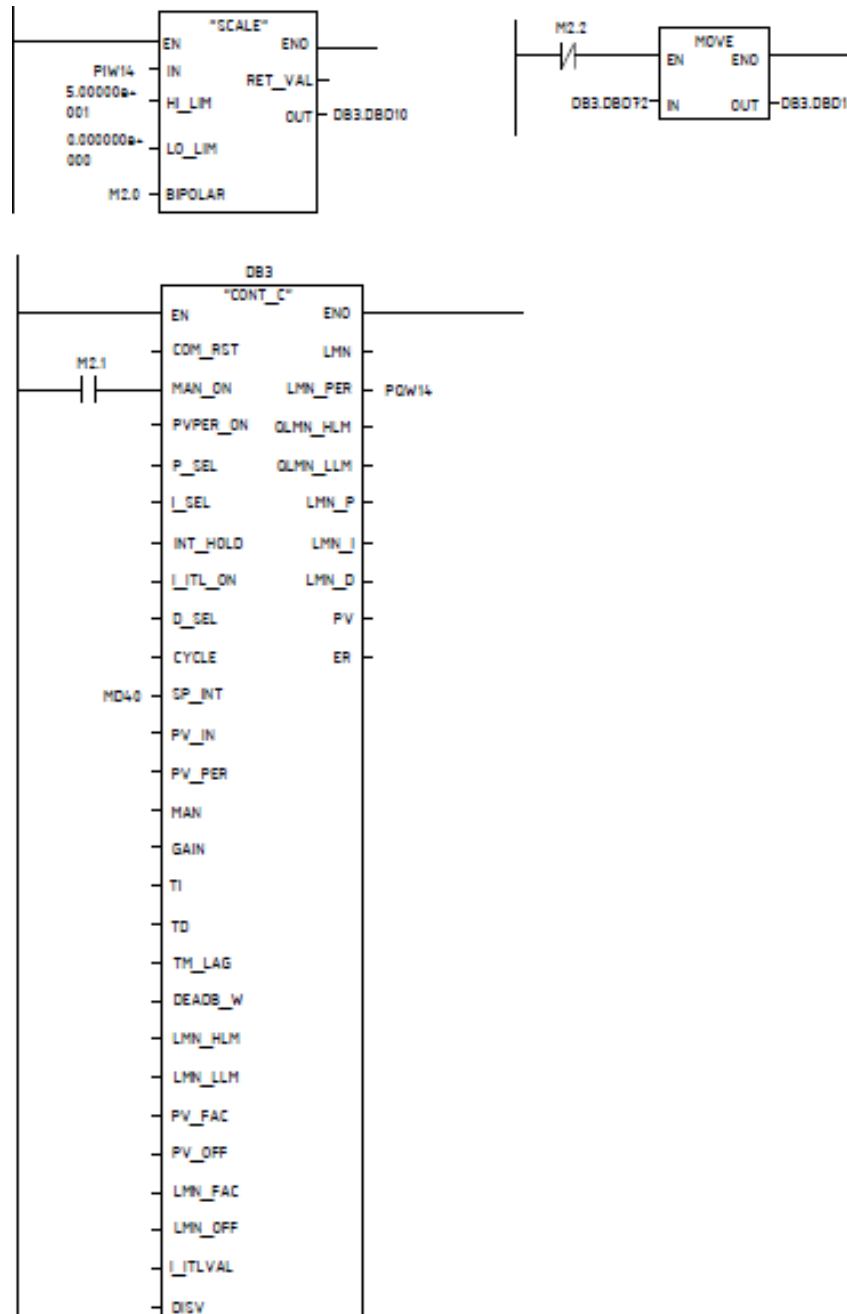 "SCALE"
EN ENO
PIW14 IN RET_VAL
5.00000e+
001 HI_LIM
OUT DB3.DBD10
0.000000e+
000 LO_LIM
M2.0 BIPOLAR
M2.2
MOVE
EN ENO
DB3.DBD72 IN OUT DB3.DBD1
DB3
"CONT_C"
EN ENO
COM_RST LMN
M2.1
MAN_ON LMN_PER PQW14
PVPER_ON QLMN_HLM
P_SEL QLMN_LLM
I_SEL LMN_P
INT_HOLD LMN_I
I_ITL_ON LMN_D
D_SEL PV
CYCLE ER
MD40 SP_INT
PV_IN
PV_PER
MAN
GAIN
TI
TD
TM_LAG
DEADB_W
LMN_HLM
LMN_LLM
PV_FAC
PV_OFF
LMN_FAC
LMN_OFF
I_ITLVAL
DISV